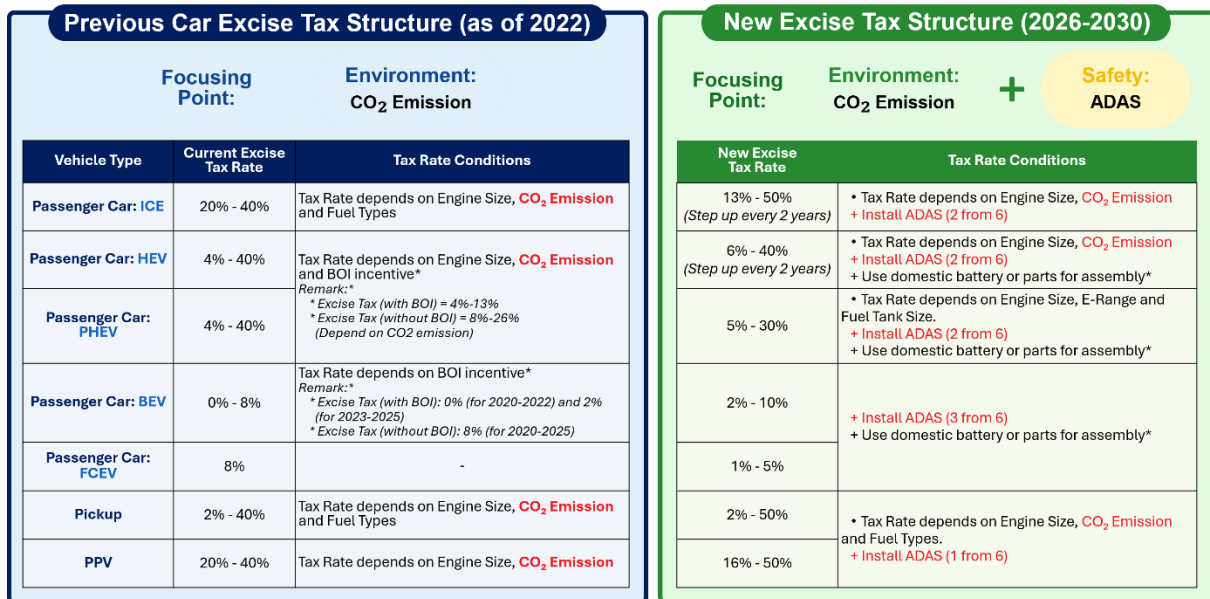 Previous Car Excise Tax Structure (as of 2022)
Focusing
Point:
Environment:
CO₂ Emission
Vehicle Type
Current Excise
Tax Rate
Tax Rate Conditions
Passenger Car: ICE
20% - 40%
Tax Rate depends on Engine Size, CO₂ Emission
and Fuel Types
Passenger Car: HEV
4% - 40%
Tax Rate depends on Engine Size, CO₂ Emission
and BOI incentive*
Remark:*
* Excise Tax (with BOI) = 4%-13%
* Excise Tax (without BOI) = 8%-26%
(Depend on CO2 emission)
Passenger Car:
PHEV
4% - 40%
Passenger Car: BEV
0% - 8%
Tax Rate depends on BOI incentive*
Remark:*
* Excise Tax (with BOI): 0% (for 2020-2022) and 2%
(for 2023-2025)
* Excise Tax (without BOI): 8% (for 2020-2025)
Passenger Car:
FCEV
8%
-
Pickup
2% - 40%
Tax Rate depends on Engine Size, CO₂ Emission
and Fuel Types
PPV
20% - 40%
Tax Rate depends on Engine Size, CO₂ Emission
New Excise Tax Structure (2026-2030)
Focusing
Point:
Environment:
CO₂ Emission
+
Safety:
ADAS
New Excise
Tax Rate
Tax Rate Conditions
13% - 50%
(Step up every 2 years)
• Tax Rate depends on Engine Size, CO₂ Emission
+ Install ADAS (2 from 6)
6% - 40%
(Step up every 2 years)
• Tax Rate depends on Engine Size, CO₂ Emission
+ Install ADAS (2 from 6)
+ Use domestic battery or parts for assembly*
5% - 30%
• Tax Rate depends on Engine Size, E-Range and
Fuel Tank Size.
+ Install ADAS (2 from 6)
+ Use domestic battery or parts for assembly*
2% - 10%
+ Install ADAS (3 from 6)
+ Use domestic battery or parts for assembly*
1% - 5%
2% - 50%
• Tax Rate depends on Engine Size, CO₂ Emission
and Fuel Types.
+ Install ADAS (1 from 6)
16% - 50%